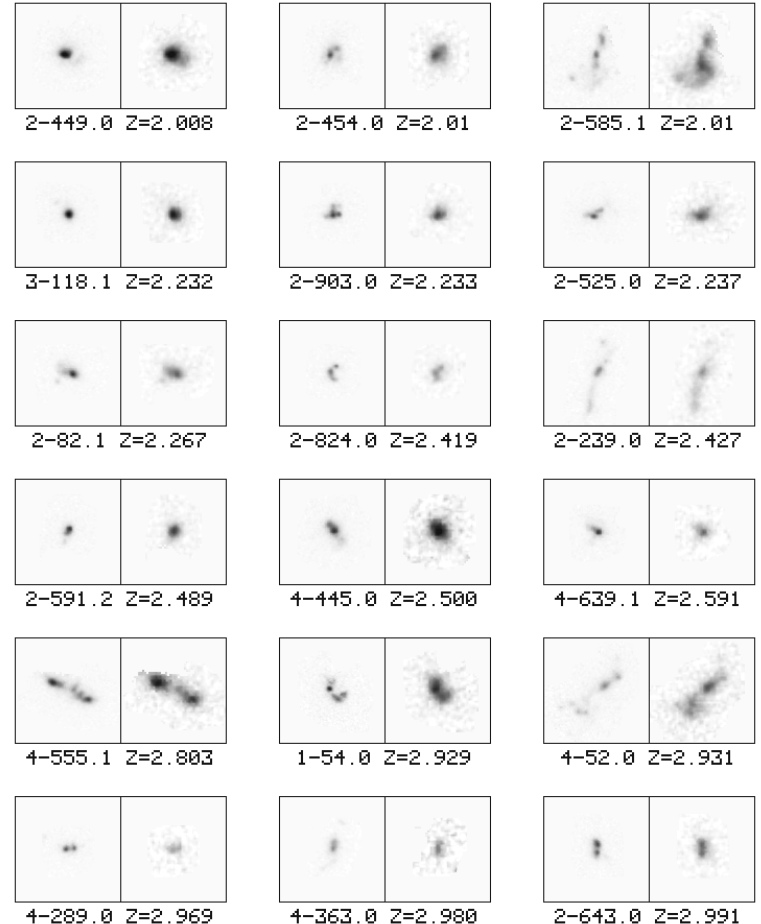 2-449.0 Z=2.008
2-454.0 Z=2.01
2-585.1 Z=2.01
3-118.1 Z=2.232
2-903.0 Z=2.233
2-525.0 Z=2.237
2-82.1 Z=2.267
2-824.0 Z=2.419
2-239.0 Z=2.427
2-591.2 Z=2.489
4-445.0 Z=2.500
4-639.1 Z=2.591
4-555.1 Z=2.803
1-54.0 Z=2.929
4-52.0 Z=2.931
4-289.0 Z=2.969
4-363.0 Z=2.980
2-643.0 Z=2.991